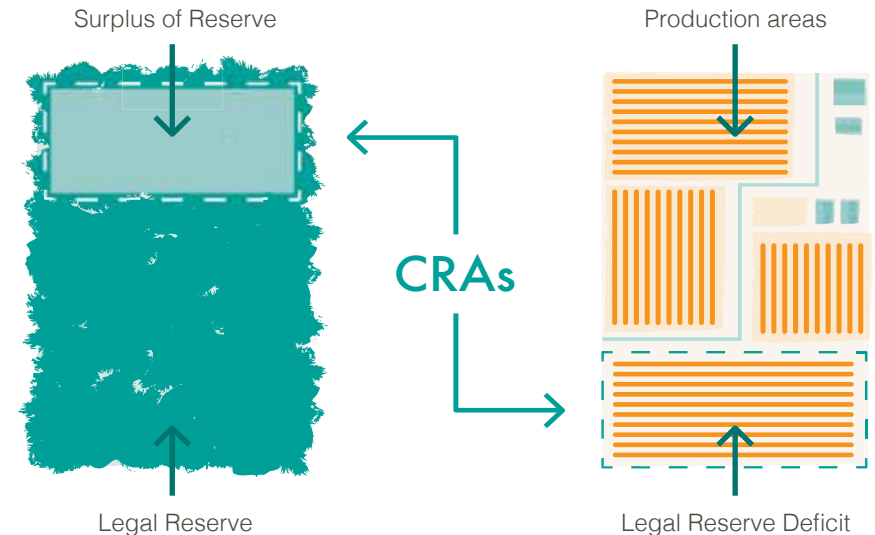 Surplus of Reserve
Production areas
CRAs
Legal Reserve
Legal Reserve Deficit